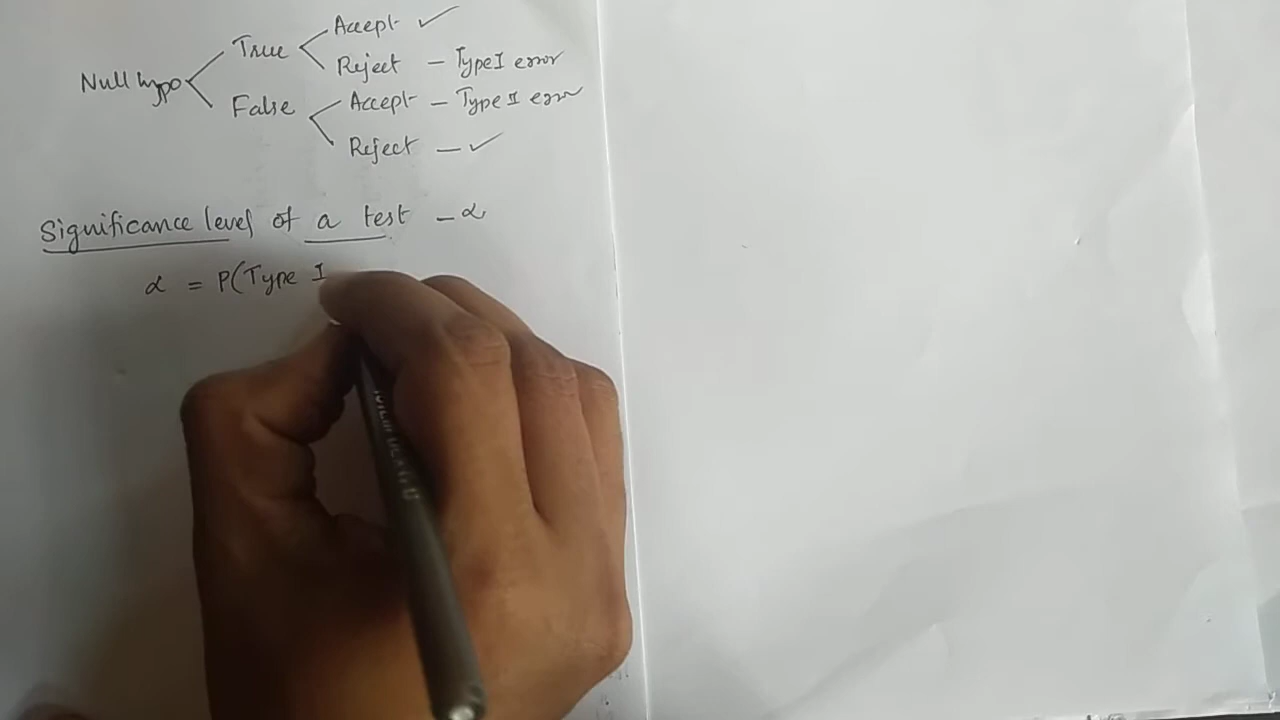 Accept ✓
True
Reject - Type I error
Null hypo
False
Accept - Type II error
Reject - ✓
Significance level of a test - α
α = P(Type I